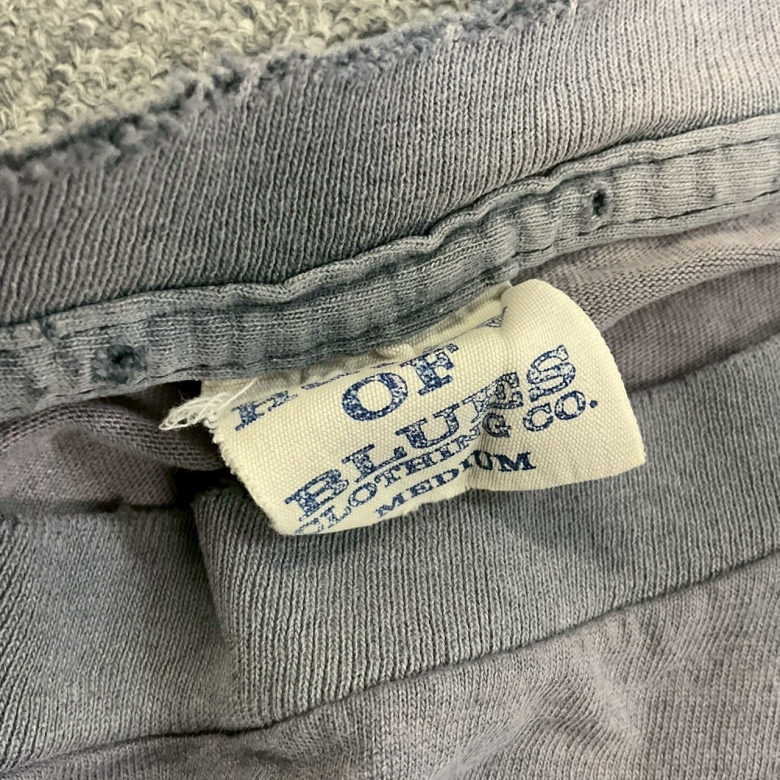 OF
BLUES
CLOTHING CO.
MEDIUM